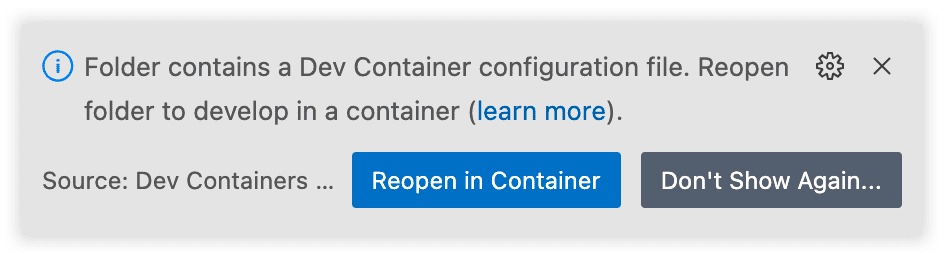 Folder contains a Dev Container configuration file. Reopen
folder to develop in a container (learn more).
Source: Dev Containers ...
Reopen in Container
Don't Show Again...